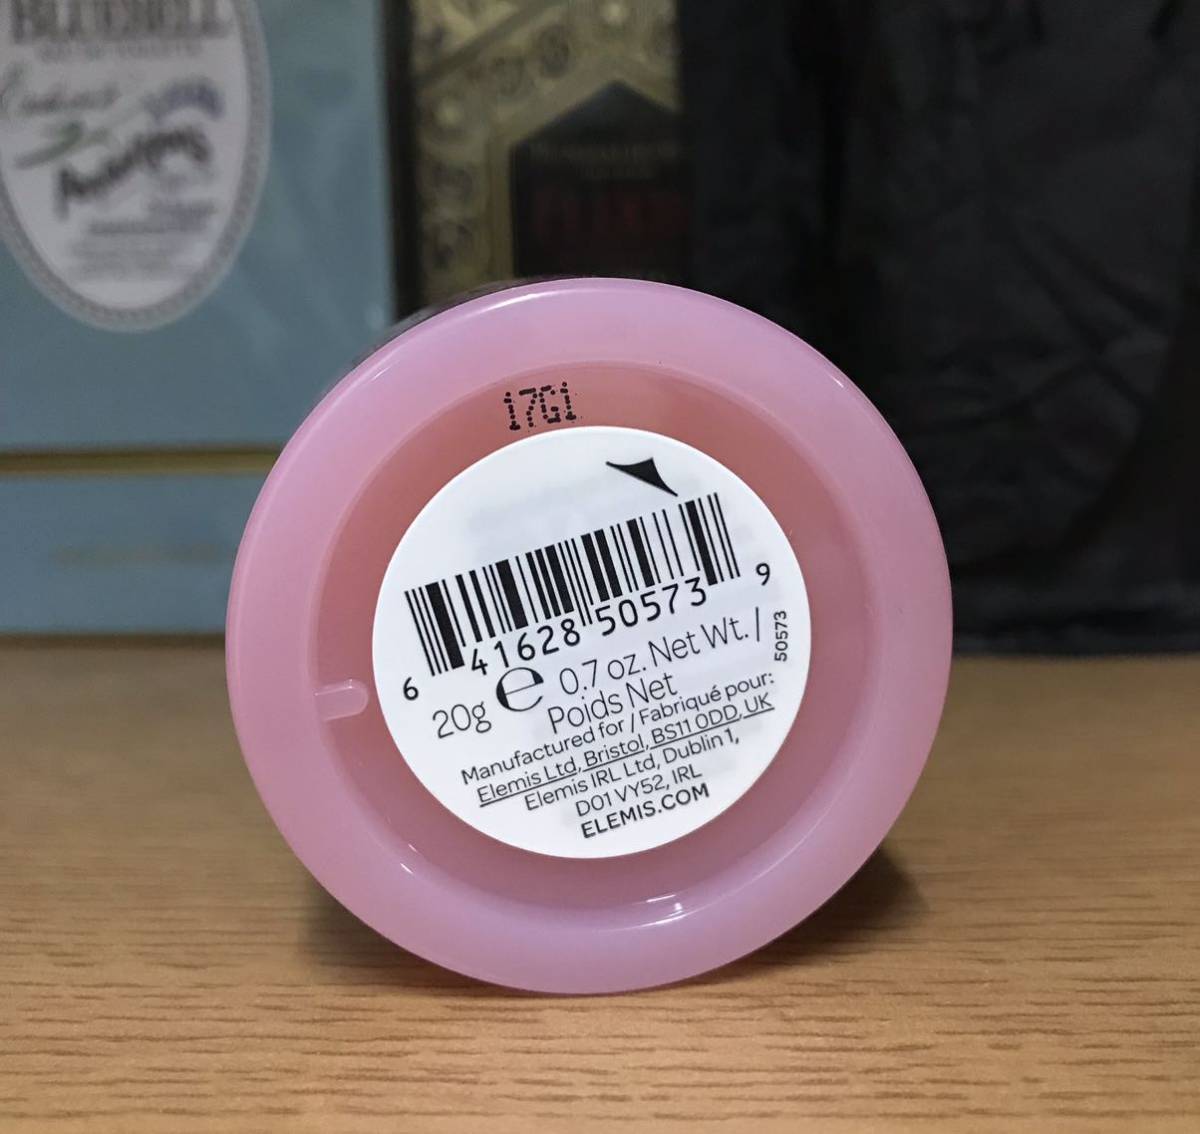 BLUEBELL
17G1
6 41628 50573 9
50573
20g e 0.7 oz. Net Wt. /
Poids Net
Manufactured for / Fabriqué pour:
Elemis Ltd, Bristol, BS11 0DD, UK
Elemis IRL Ltd, Dublin 1,
D01 VY52, IRL
ELEMIS.COM